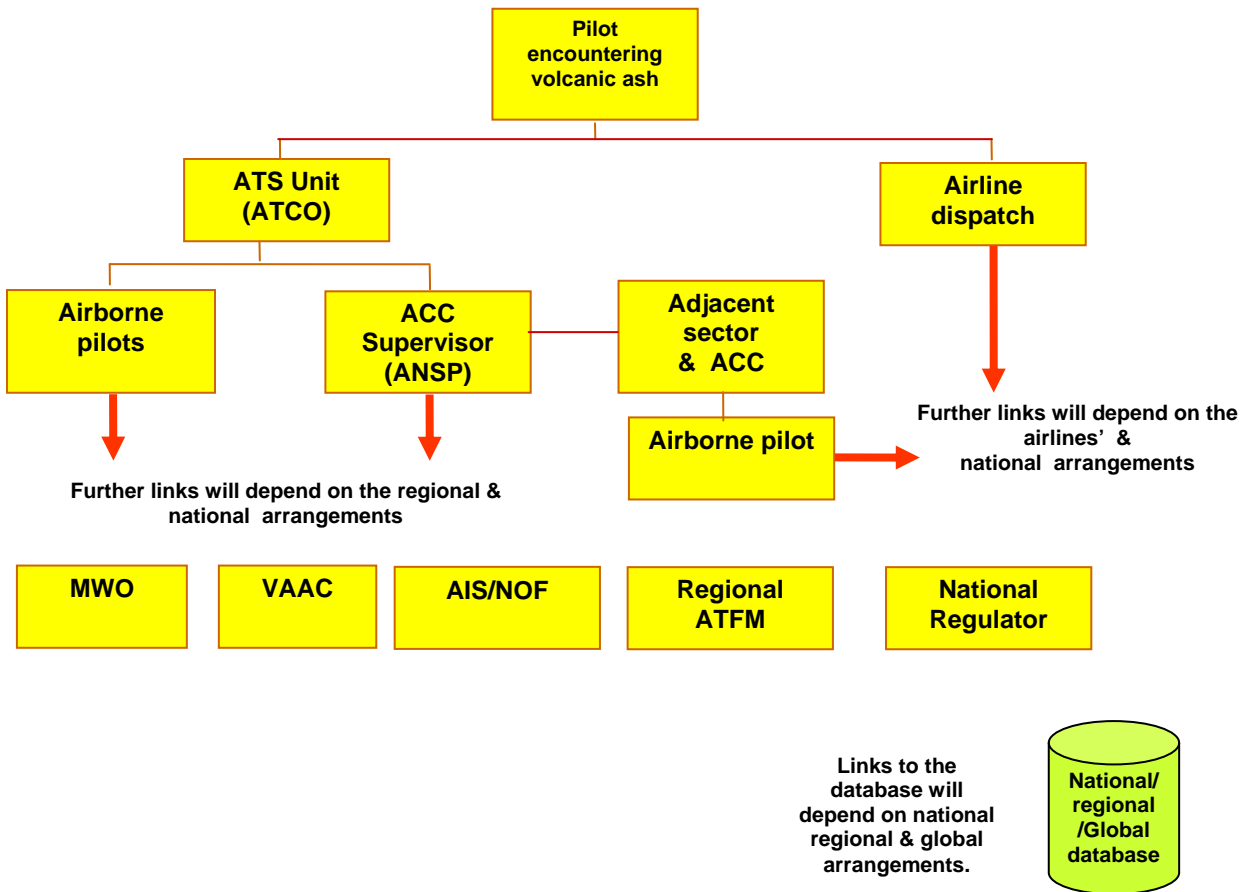 Pilot
encountering
volcanic ash
ATS Unit
(ATCO)
Airline
dispatch
Airborne
pilots
ACC
Supervisor
(ANSP)
Adjacent
sector
& ACC
Airborne pilot
Further links will depend on the
airlines' &
national arrangements
Further links will depend on the regional &
national arrangements
MWO
VAAC
AIS/NOF
Regional
ATFM
National
Regulator
Links to the
database will
depend on national
regional & global
arrangements.
National/
regional
/Global
database